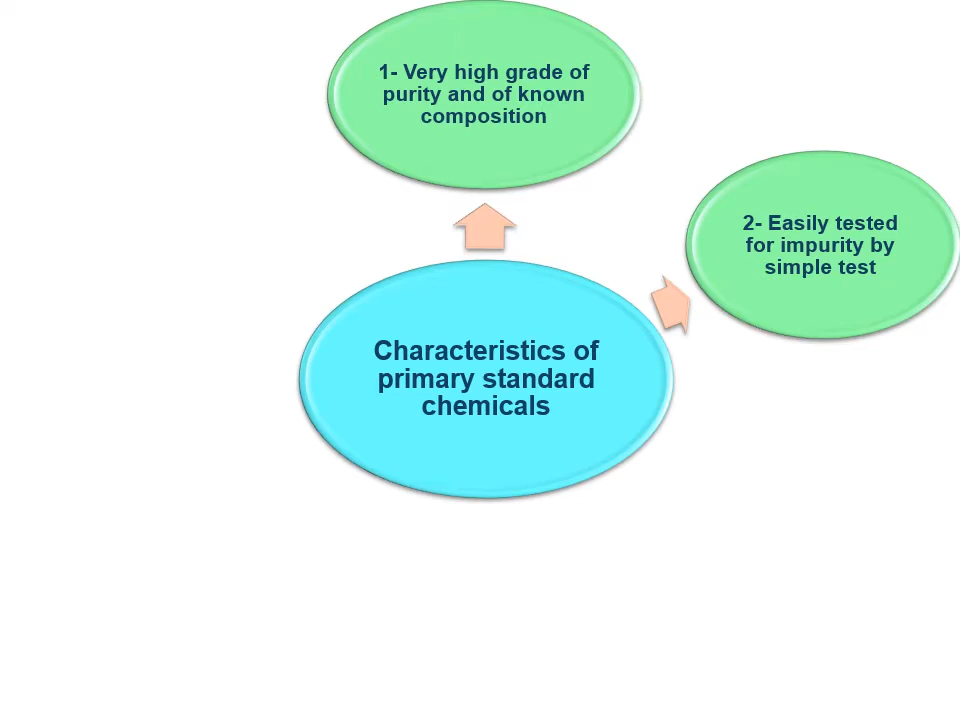 1- Very high grade of
purity and of known
composition
2- Easily tested
for impurity by
simple test
Characteristics of
primary standard
chemicals